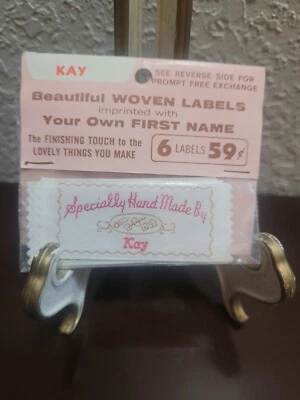 KAY
SEE REVERSE SIDE FOR
PROMPT FREE EXCHANGE
Beautiful WOVEN LABELS
imprinted with
Your Own FIRST NAME
The FINISHING TOUCH to the
LOVELY THINGS YOU MAKE
6 LABELS 59¢
Specially Hand Made By
Kay